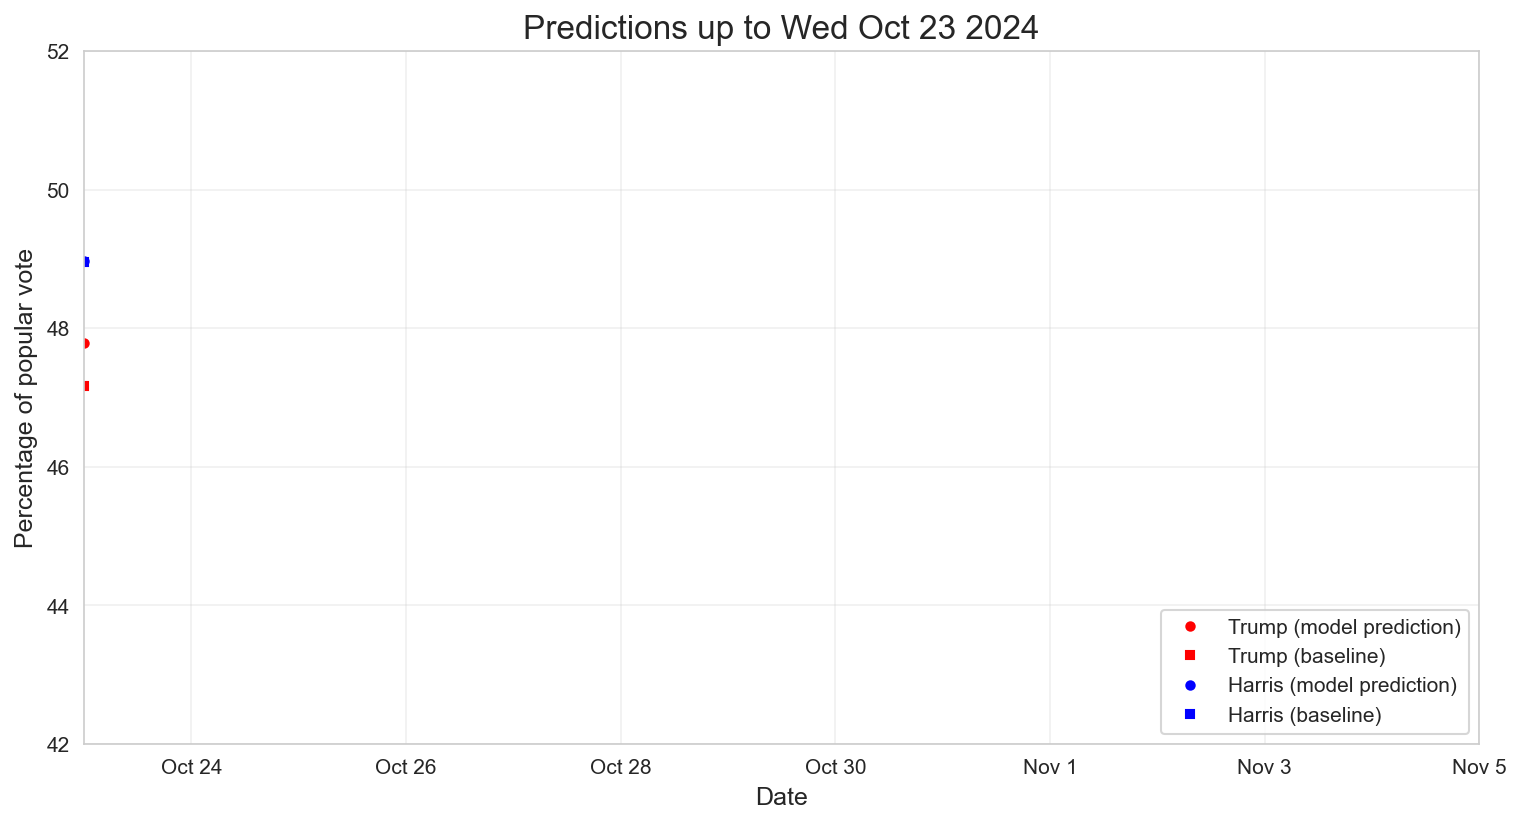 Predictions up to Wed Oct 23 2024
Percentage of popular vote
52
50
48
46
44
42
Trump (model prediction)
Trump (baseline)
Harris (model prediction)
Harris (baseline)
Oct 24 Oct 26 Oct 28 Oct 30 Nov 1 Nov 3 Nov 5
Date